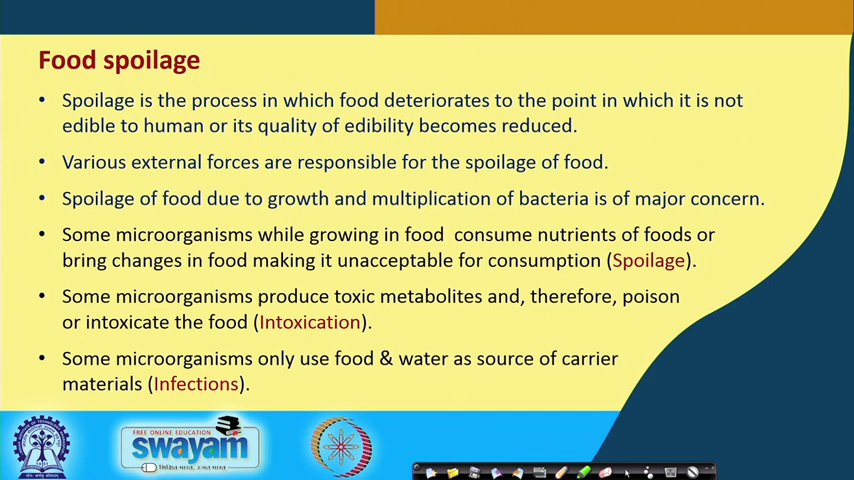 Food spoilage
• Spoilage is the process in which food deteriorates to the point in which it is not
edible to human or its quality of edibility becomes reduced.
• Various external forces are responsible for the spoilage of food.
• Spoilage of food due to growth and multiplication of bacteria is of major concern.
• Some microorganisms while growing in food consume nutrients of foods or
bring changes in food making it unacceptable for consumption (Spoilage).
• Some microorganisms produce toxic metabolites and, therefore, poison
or intoxicate the food (Intoxication).
• Some microorganisms only use food & water as source of carrier
materials (Infections).
FREE ONLINE EDUCATION
swayam